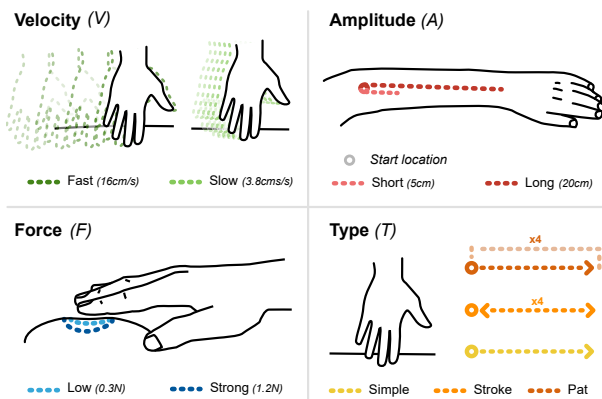 Velocity (V)
Fast (16cm/s)
Slow (3.8cms/s)
Amplitude (A)
Start location
Short (5cm)
Long (20cm)
Force (F)
Low (0.3N)
Strong (1.2N)
Type (T)
x4
x4
Simple
Stroke
Pat